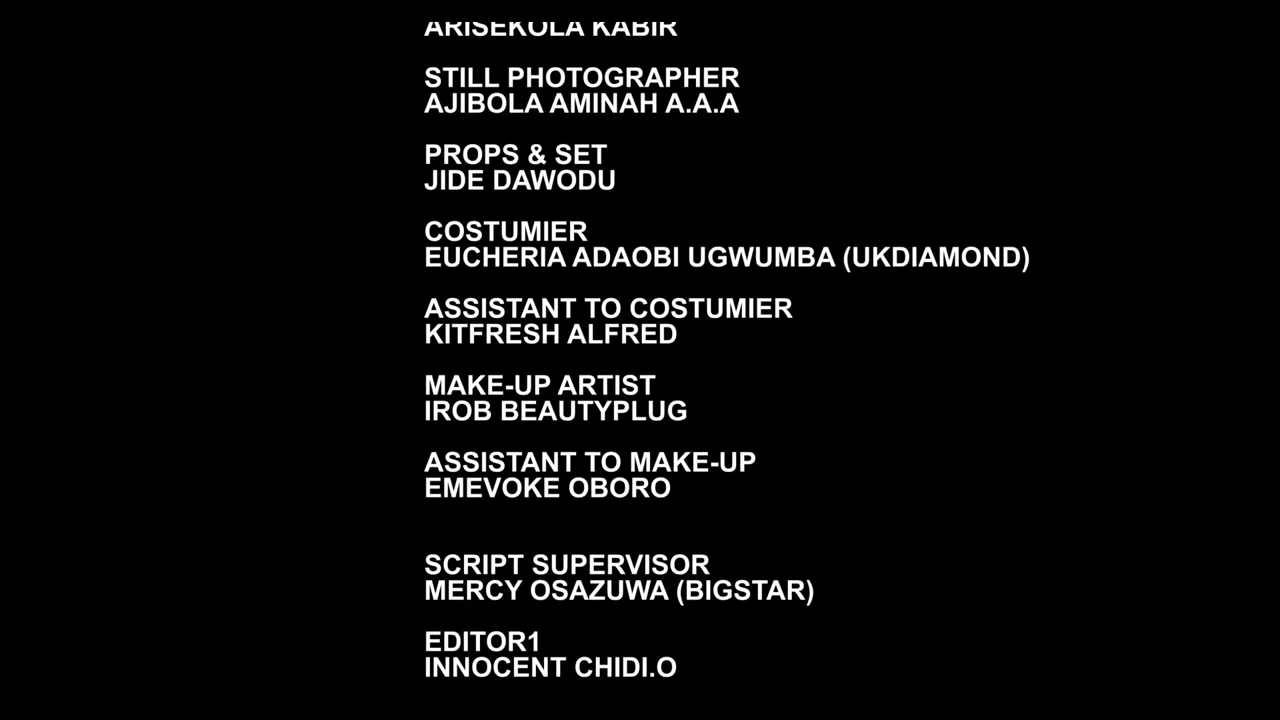 ARISEKOLA KABIR
STILL PHOTOGRAPHER
AJIBOLA AMINAH A.A.A
PROPS & SET
JIDE DAWODU
COSTUMIER
EUCHERIA ADAOBI UGWUMBA (UKDIAMOND)
ASSISTANT TO COSTUMIER
KITFRESH ALFRED
MAKE-UP ARTIST
IROB BEAUTYPLUG
ASSISTANT TO MAKE-UP
EMEVOKE OBORO
SCRIPT SUPERVISOR
MERCY OSAZUWA (BIGSTAR)
EDITOR1
INNOCENT CHIDI.O